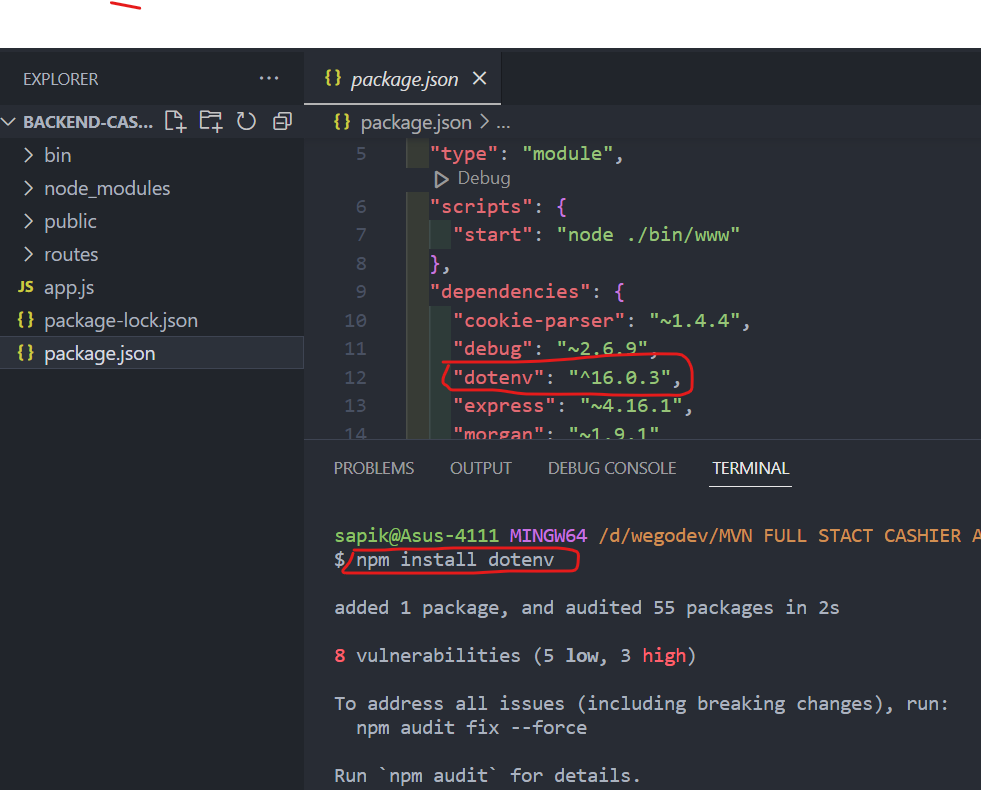 EXPLORER ...
BACKEND-CAS...
bin
node_modules
public
routes
JS app.js
{} package-lock.json
{} package.json
{} package.json ×
{} package.json > ...
5 "type": "module",
Debug
6 "scripts": {
7 "start": "node ./bin/www"
8 },
9 "dependencies": {
10 "cookie-parser": "~1.4.4",
11 "debug": "~2.6.9",
12 "dotenv": "^16.0.3",
13 "express": "~4.16.1",
14 "morgan": "~1.9.1"
PROBLEMS OUTPUT DEBUG CONSOLE TERMINAL
sapik@Asus-4111 MINGW64 /d/wegodev/MVN FULL STACT CASHIER A
$ npm install dotenv
added 1 package, and audited 55 packages in 2s
8 vulnerabilities (5 low, 3 high)
To address all issues (including breaking changes), run:
npm audit fix --force
Run `npm audit` for details.